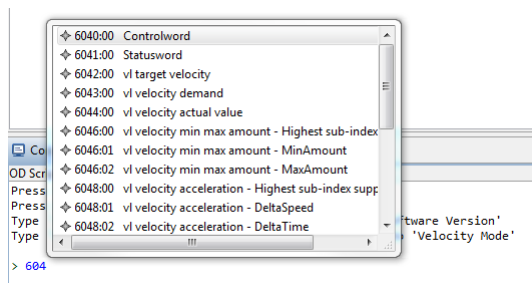 6040:00 Controlword
6041:00 Statusword
6042:00 vl target velocity
6043:00 vl velocity demand
6044:00 vl velocity actual value
6046:00 vl velocity min max amount - Highest sub-index
6046:01 vl velocity min max amount - MinAmount
6046:02 vl velocity min max amount - MaxAmount
6048:00 vl velocity acceleration - Highest sub-index supp
6048:01 vl velocity acceleration - DeltaSpeed
6048:02 vl velocity acceleration - DeltaTime
Co
OD Scr
Press
Press
Type ftware Version'
Type 'Velocity Mode'
> 604